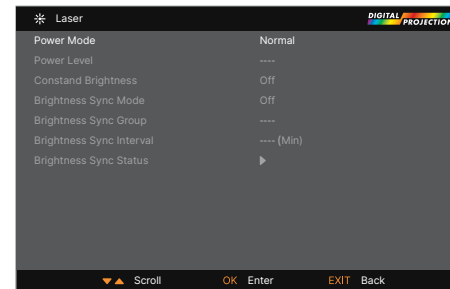 Laser DIGITAL PROJECTION
Power Mode Normal
Power Level ----
Constand Brightness Off
Brightness Sync Mode Off
Brightness Sync Group ----
Brightness Sync Interval ---- (Min)
Brightness Sync Status
Scroll OK Enter EXIT Back